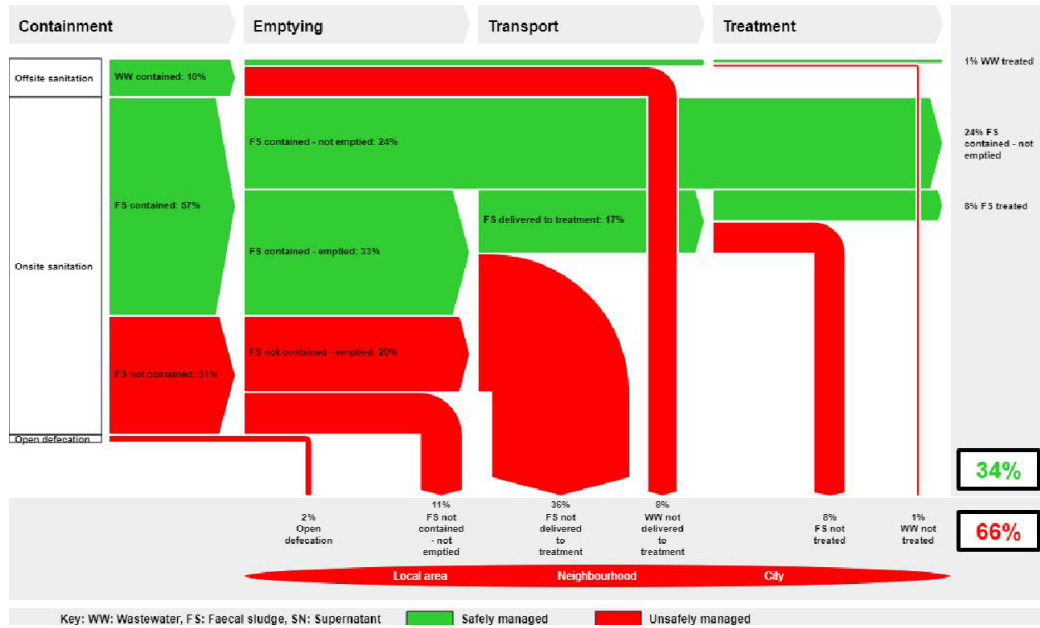 Containment
Emptying
Transport
Treatment
Offsite sanitation
WW contained: 10%
1% WW treated
FS contained - not emptied: 24%
24% FS
contained - not
emptied
FS contained: 57%
FS delivered to treatment: 17%
8% FS treated
FS contained - emptied: 33%
Onsite sanitation
FS not contained - emptied: 20%
FS not contained: 31%
Open defecation
34%
2%
Open
defecation
11%
FS not
contained
- not
emptied
36%
FS not
delivered
to
treatment
8%
WW not
delivered
to
treatment
8%
FS not
treated
1%
WW not
treated
66%
Local area
Neighbourhood
City
Key: WW: Wastewater, FS: Faecal sludge, SN: Supernatant
Safely managed
Unsafely managed